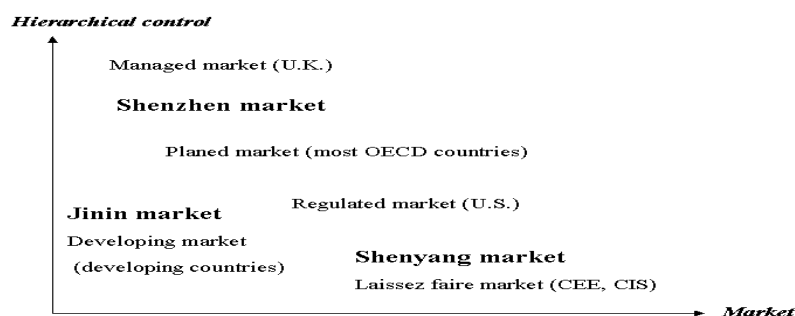 Hierarchical control
Managed market (U.K.)
Shenzhen market
Planed market (most OECD countries)
Regulated market (U.S.)
Jinin market
Developing market
(developing countries)
Shenyang market
Laissez faire market (CEE, CIS)
Market